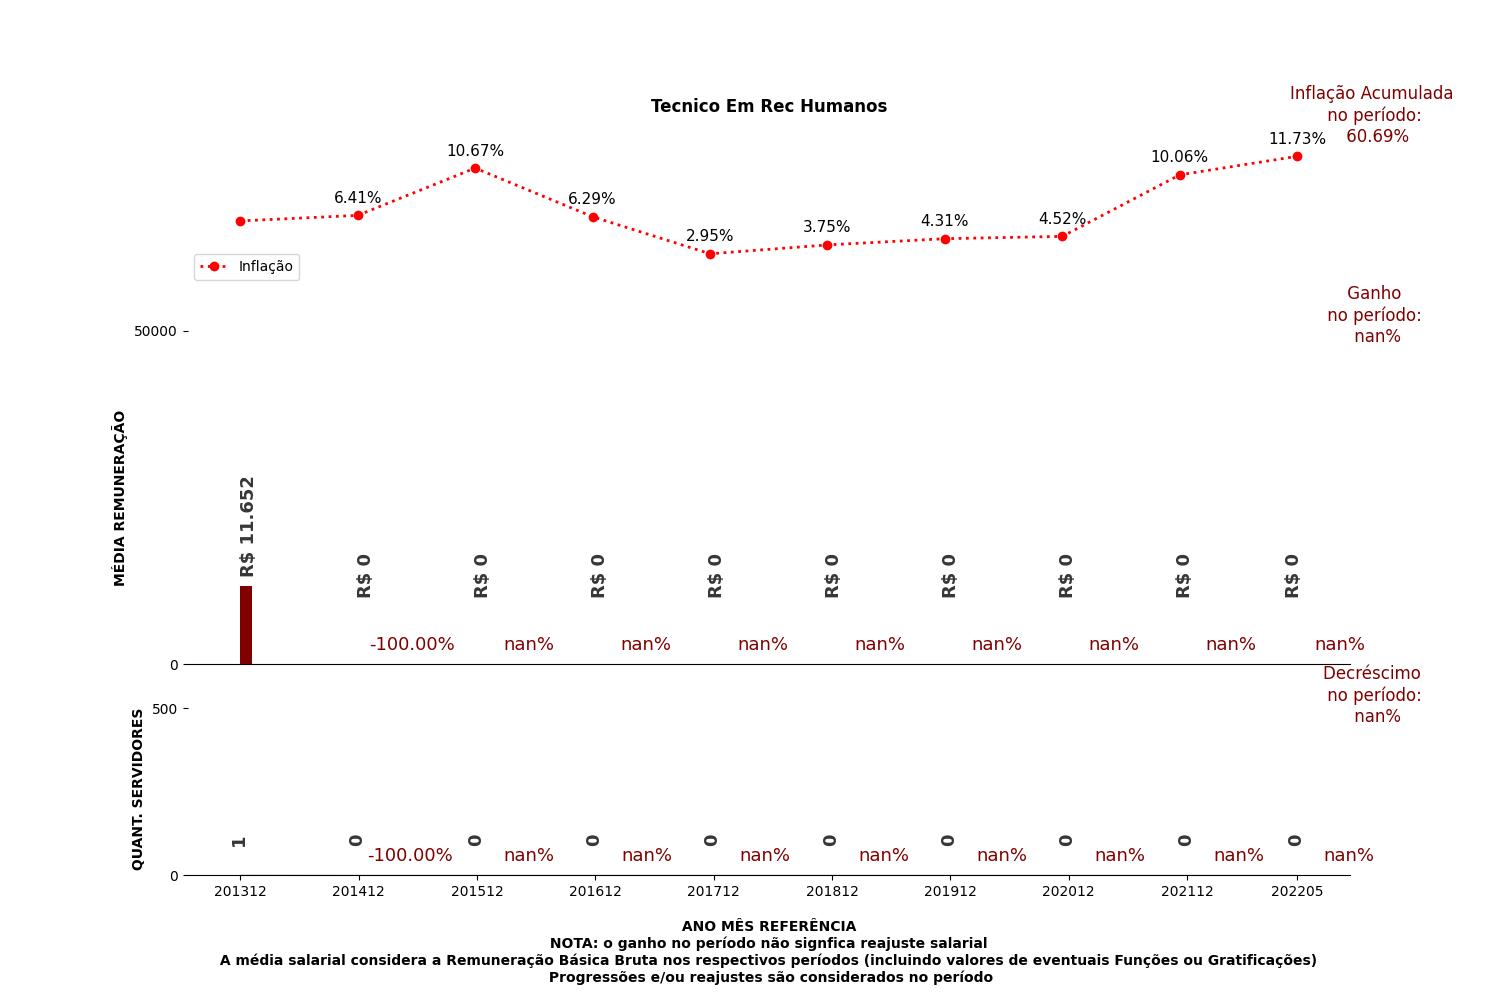 Tecnico Em Rec Humanos
Inflação Acumulada
no período:
60.69%
6.41%
10.67%
6.29%
2.95%
3.75%
4.31%
4.52%
10.06%
11.73%
Inflação
Ganho
no período:
nan%
50000
0
MÉDIA REMUNERAÇÃO
R$ 11.652
R$ 0
R$ 0
R$ 0
R$ 0
R$ 0
R$ 0
R$ 0
R$ 0
R$ 0
-100.00%
nan%
nan%
nan%
nan%
nan%
nan%
nan%
nan%
Decréscimo
no período:
nan%
500
0
QUANT. SERVIDORES
1
0
0
0
0
0
0
0
0
0
-100.00%
nan%
nan%
nan%
nan%
nan%
nan%
nan%
nan%
201312
201412
201512
201612
201712
201812
201912
202012
202112
202205
ANO MÊS REFERÊNCIA
NOTA: o ganho no período não signfica reajuste salarial
A média salarial considera a Remuneração Básica Bruta nos respectivos períodos (incluindo valores de eventuais Funções ou Gratificações)
Progressões e/ou reajustes são considerados no período